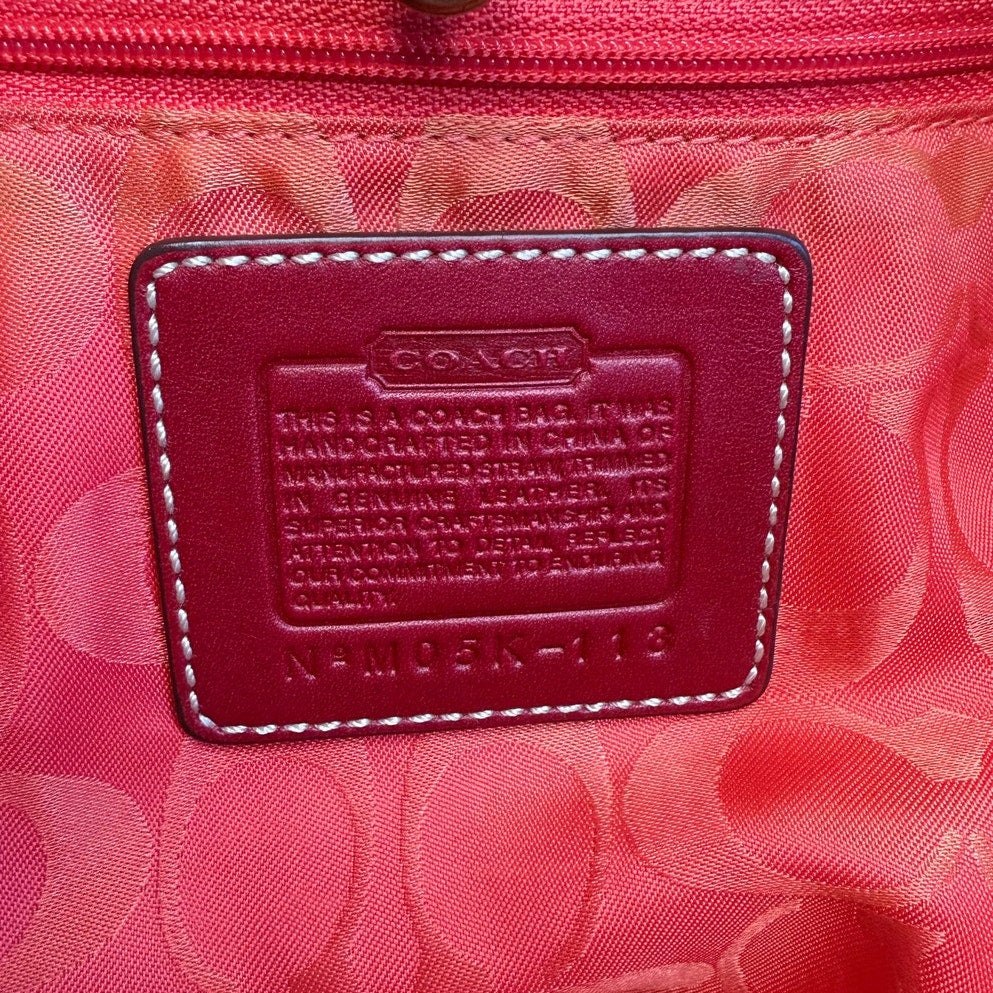 COACH
THIS IS A COACH BAG. IT WAS
HANDCRAFTED IN CHINA OF
MANUFACTURED STRAIN, TRIMMED
IN GENUINE LEATHER. ITS
SUPERIOR CRAFTSMANSHIP AND
ATTENTION TO DETAIL REFLECT
OUR COMMITMENT TO ENDURING
QUALITY.
Nº M05K-113